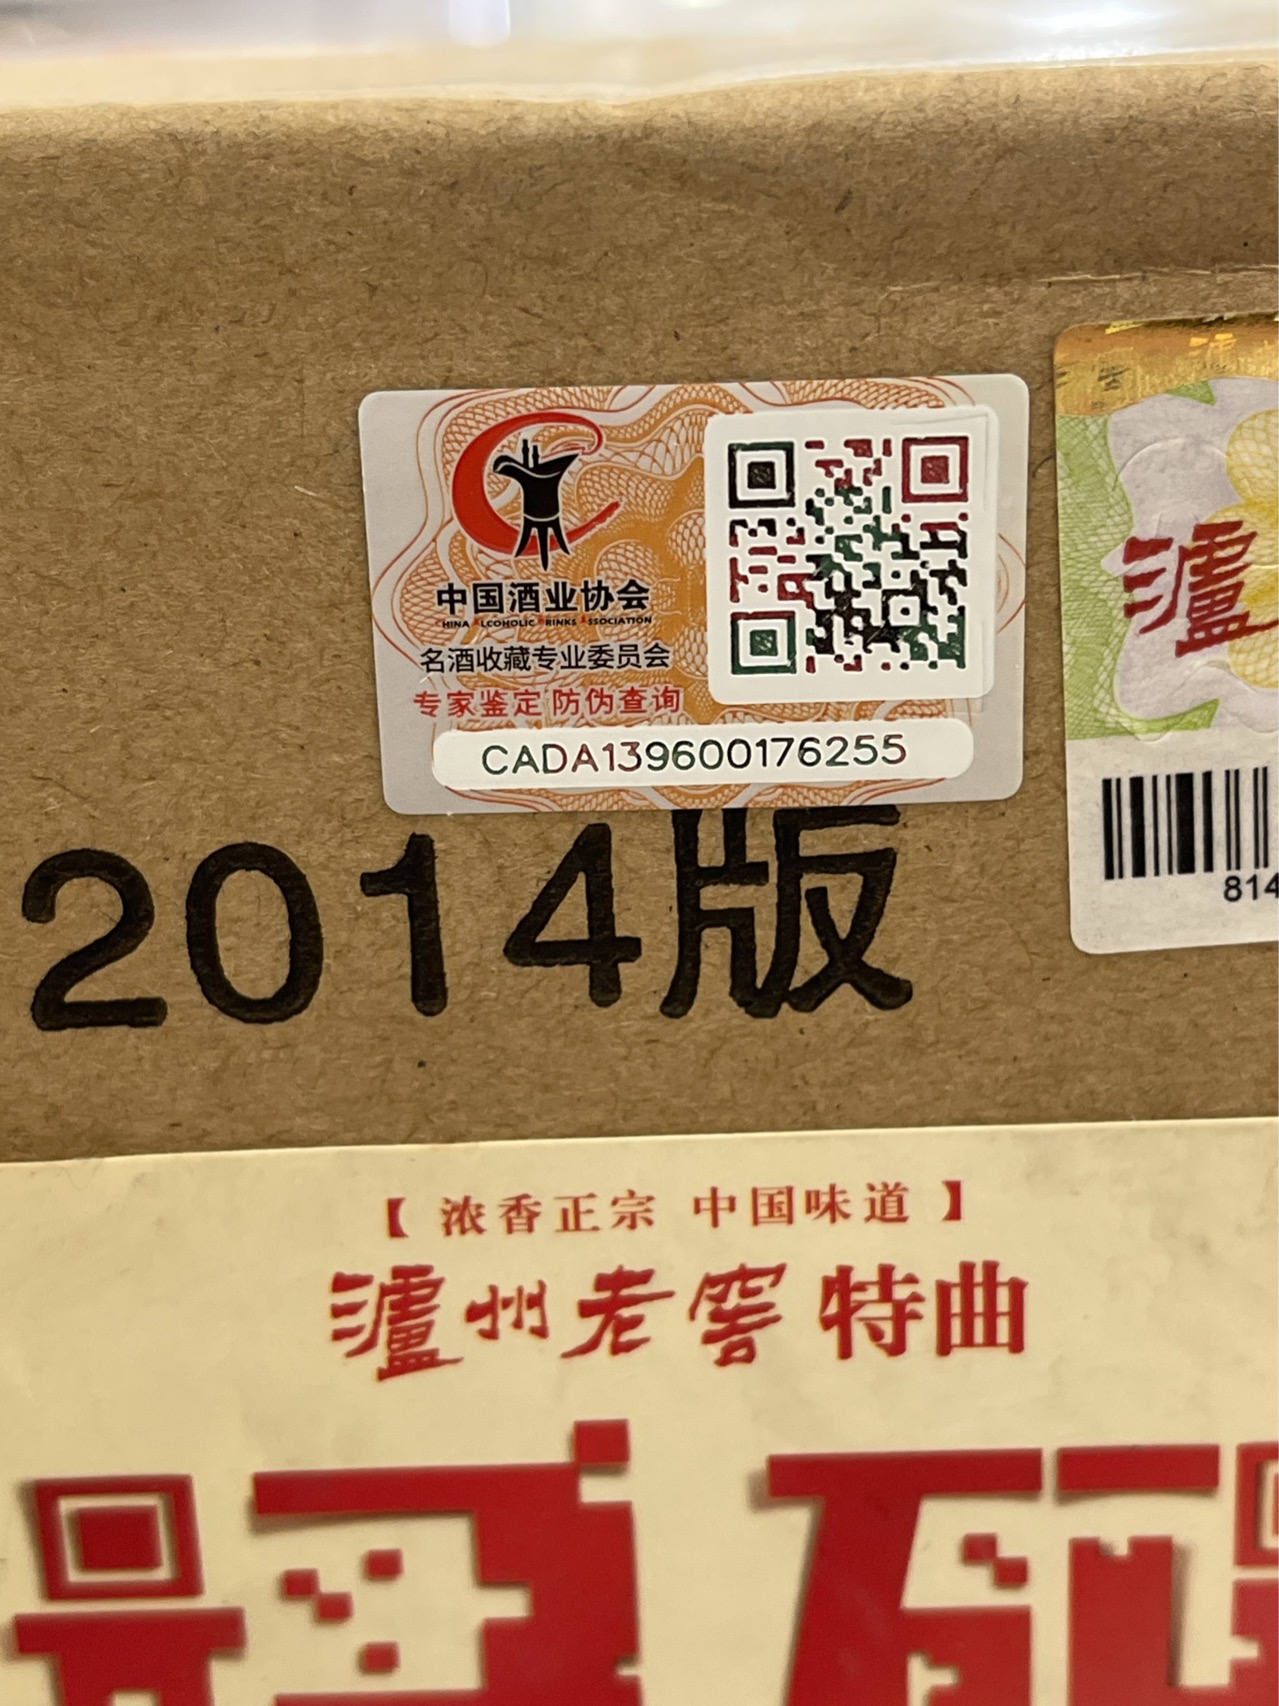 中国酒业协会
CHINA ALCOHOLIC DRINKS ASSOCIATION
名酒收藏专业委员会
专家鉴定 防伪查询
CADA139600176255
瀘
814
2014版
【 浓香正宗 中国味道 】
瀘州老窖特曲